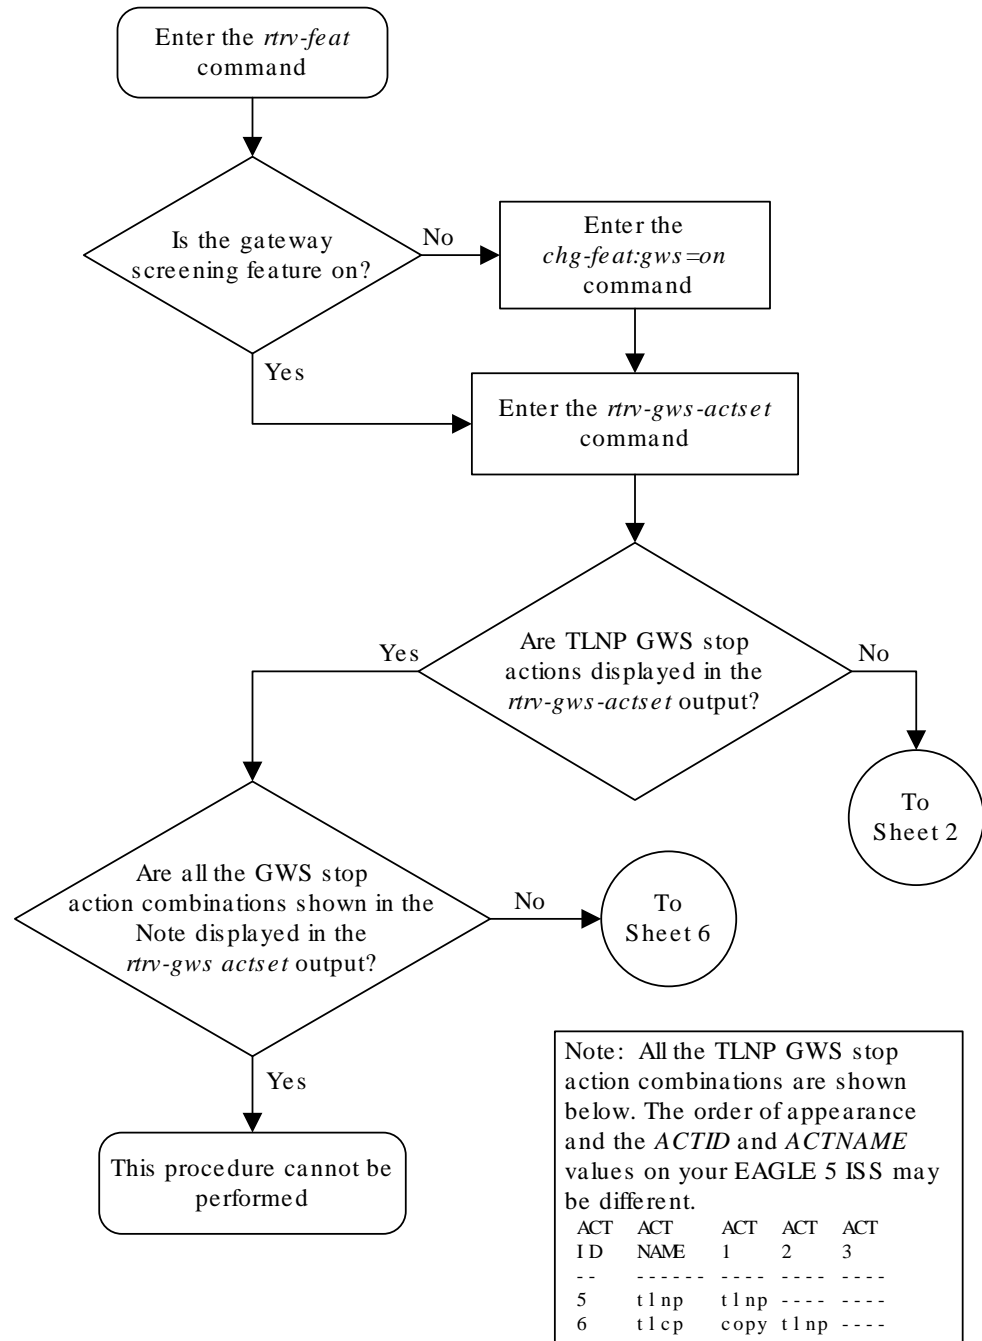 Enter the rtrv-feat
command
Is the gateway
screening feature on?
No
Enter the
chg-feat:gws=on
command
Yes
Enter the rtrv-gws-actset
command
Are TLNP GWS stop
actions displayed in the
rtrv-gws-actset output?
Yes
No
To
Sheet 2
Are all the GWS stop
action combinations shown in the
Note displayed in the
rtrv-gws actset output?
No
To
Sheet 6
Yes
This procedure cannot be
performed
Note: All the TLNP GWS stop
action combinations are shown
below. The order of appearance
and the ACTID and ACTNAME
values on your EAGLE 5 ISS may
be different.
ACT ACT ACT ACT ACT
ID NAME 1 2 3
-- ------ ---- ---- ----
5 tlnp tlnp ---- ----
6 tlcp copy tlnp ----